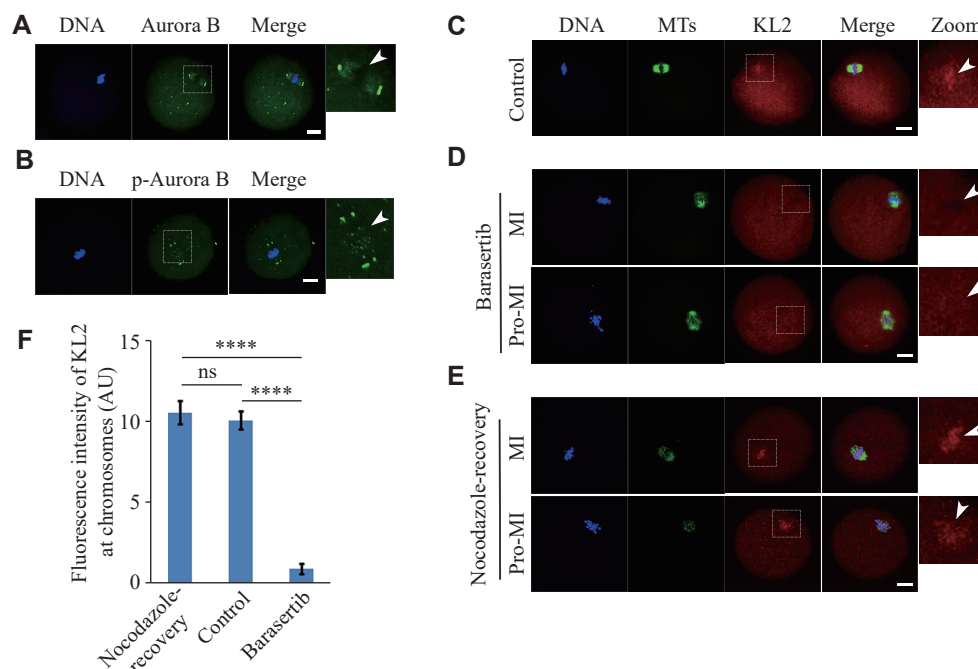 A
DNA Aurora B Merge
B
DNA p-Aurora B Merge
C
DNA MTs KL2 Merge Zoom
Control
D
Barasertib
MI
Pro-MI
E
Nocodazole-recovery
MI
Pro-MI
F
Fluorescence intensity of KL2
at chromosomes (AU)
15
10
5
0
****
ns
****
Nocodazole-
recovery
Control
Barasertib